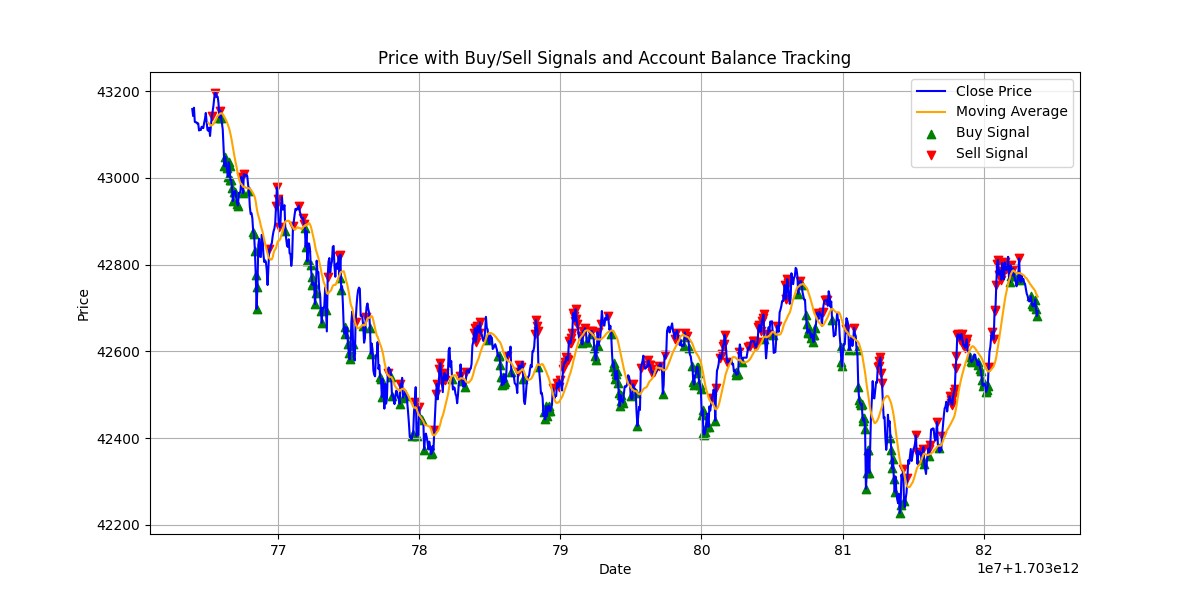 Price with Buy/Sell Signals and Account Balance Tracking
43200
43000
42800
42600
42400
42200
Price
Close Price
Moving Average
Buy Signal
Sell Signal
77 78 79 80 81 82
Date
1e7+1.703e12